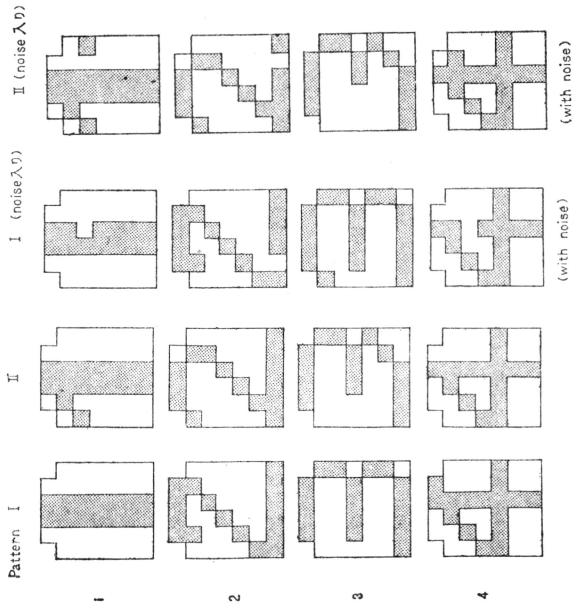 Pattern I
II
I (noise入り)
II (noise入り)
1
2
3
4
(with noise)
(with noise)